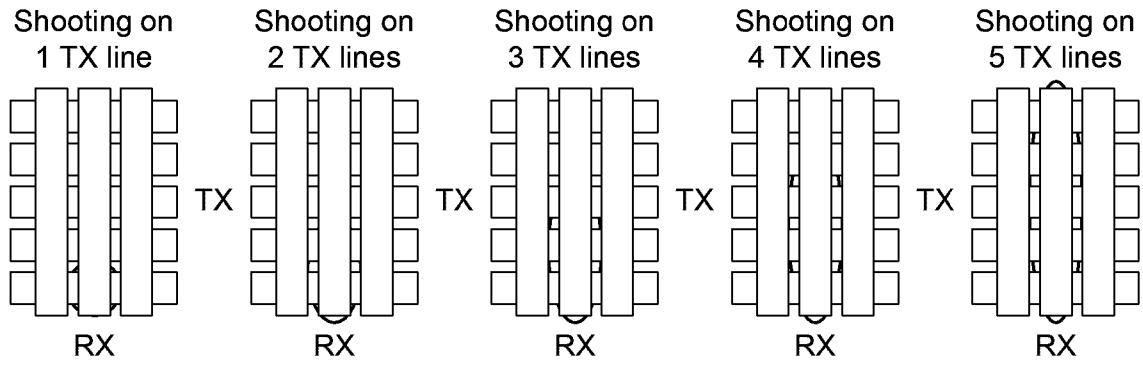 Shooting on
1 TX line
Shooting on
2 TX lines
Shooting on
3 TX lines
Shooting on
4 TX lines
Shooting on
5 TX lines
TX
TX
TX
TX
RX
RX
RX
RX
RX